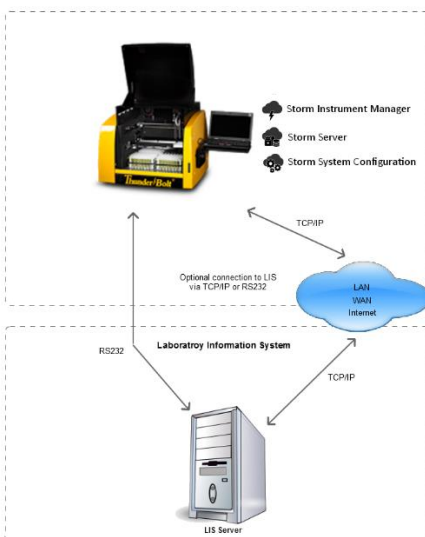 Storm Instrument Manager
Storm Server
Storm System Configuration
ThunderBolt
TCP/IP
Optional connection to LIS
via TCP/IP or RS232
LAN
WAN
Internet
RS232
Laboratroy Information System
TCP/IP
LIS Server